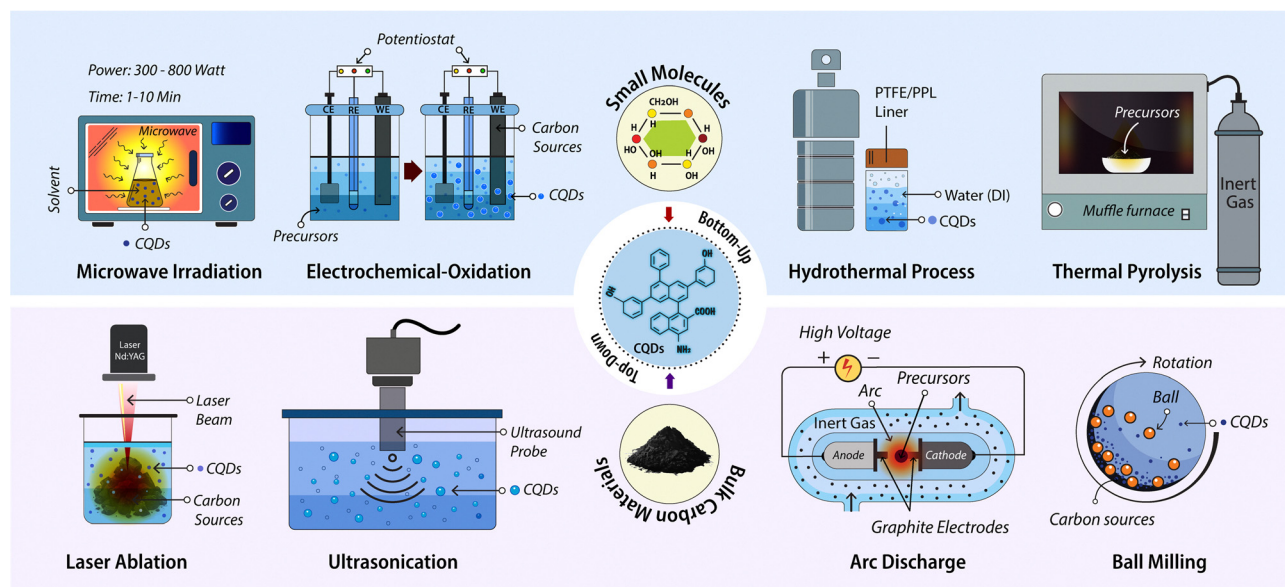 Power: 300 - 800 Watt
Time: 1-10 Min
Microwave
Solvent
CQDs
Microwave Irradiation
Potentiostat
CE
RE
WE
CE
RE
WE
Carbon
Sources
CQDs
Precursors
Electrochemical-Oxidation
Small Molecules
CH2OH
H
H
H
HO
OH
H
H
OH
Bottom-Up
OH
OH
COOH
NH2
CQDs
Top-Down
Bulk Carbon Materials
PTFE/PPL
Liner
Water (DI)
CQDs
Hydrothermal Process
Precursors
Muffle furnace
Inert
Gas
Thermal Pyrolysis
Laser
Nd:YAG
Laser
Beam
CQDs
Carbon
Sources
Laser Ablation
Ultrasound
Probe
CQDs
Ultrasonication
High Voltage
+
−
Precursors
Arc
Inert Gas
Anode
Cathode
Graphite Electrodes
Arc Discharge
Rotation
Ball
CQDs
Carbon sources
Ball Milling